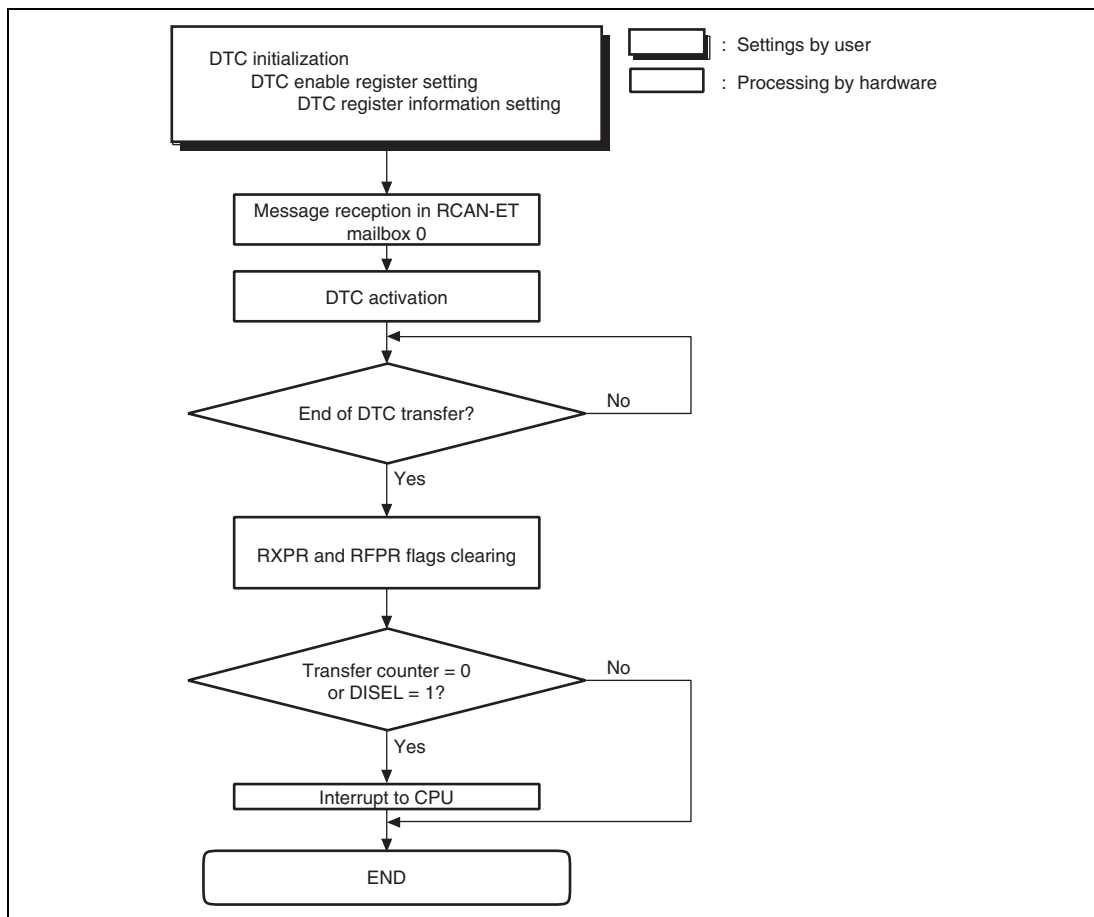 DTC initialization
DTC enable register setting
DTC register information setting
: Settings by user
: Processing by hardware
Message reception in RCAN-ET
mailbox 0
DTC activation
End of DTC transfer?
No
Yes
RXPR and RFPR flags clearing
Transfer counter = 0
or DISEL = 1?
No
Yes
Interrupt to CPU
END